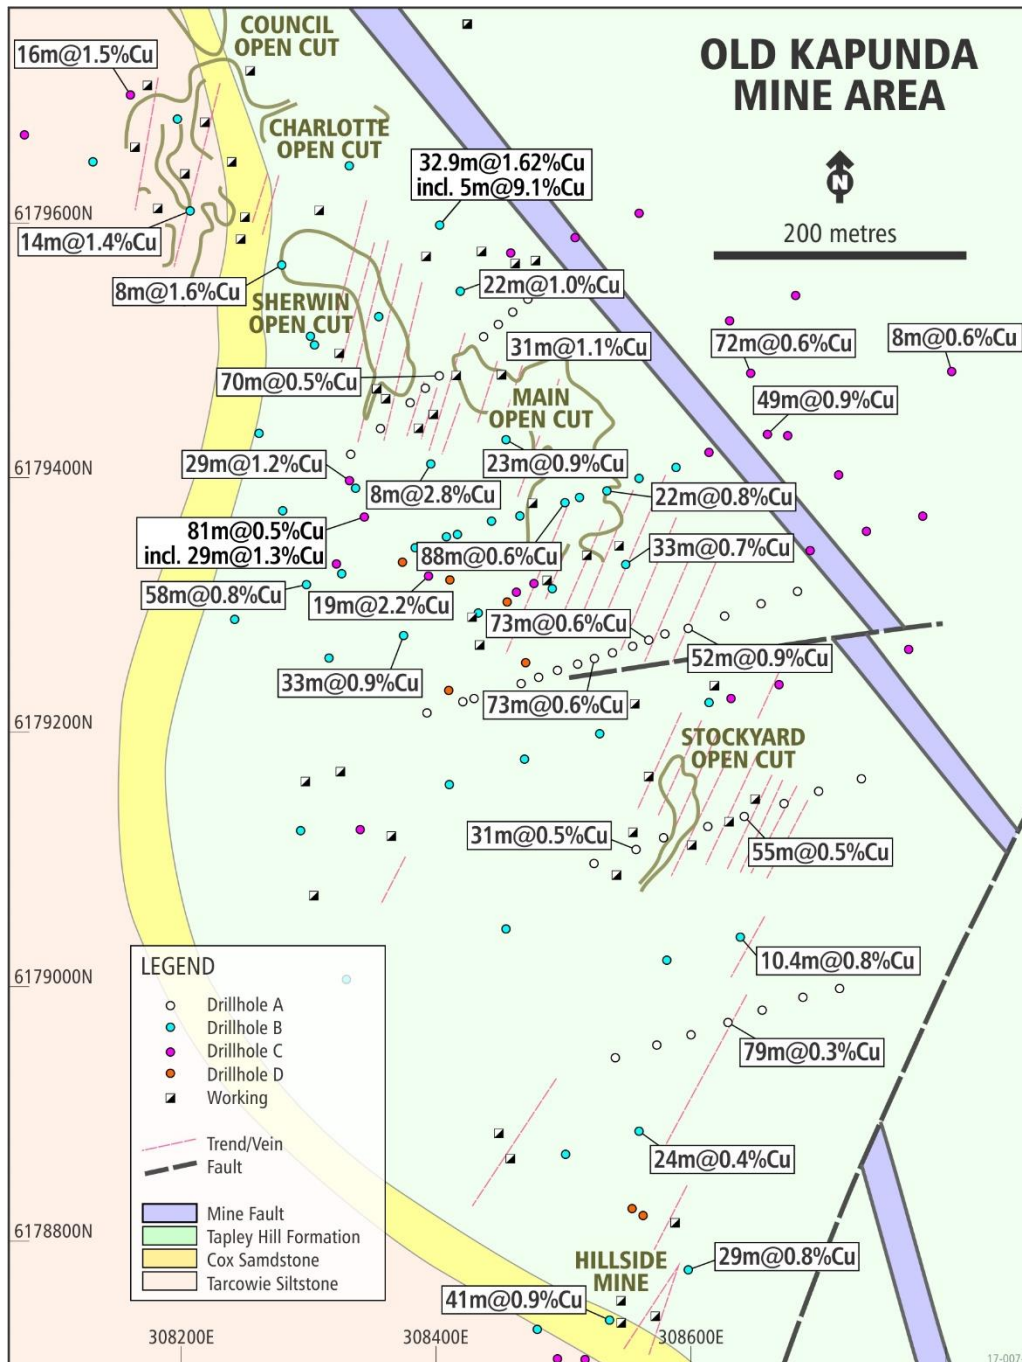 COUNCIL
OPEN CUT
16m@1.5%Cu
OLD KAPUNDA
MINE AREA
CHARLOTTE
OPEN CUT
32.9m@1.62%Cu
incl. 5m@9.1%Cu
N
6179600N
14m@1.4%Cu
200 metres
8m@1.6%Cu
22m@1.0%Cu
SHERWIN
OPEN CUT
31m@1.1%Cu
72m@0.6%Cu
8m@0.6%Cu
70m@0.5%Cu
MAIN
OPEN CUT
49m@0.9%Cu
29m@1.2%Cu
23m@0.9%Cu
6179400N
8m@2.8%Cu
22m@0.8%Cu
81m@0.5%Cu
incl. 29m@1.3%Cu
88m@0.6%Cu
33m@0.7%Cu
58m@0.8%Cu
19m@2.2%Cu
73m@0.6%Cu
52m@0.9%Cu
33m@0.9%Cu
73m@0.6%Cu
6179200N
STOCKYARD
OPEN CUT
31m@0.5%Cu
55m@0.5%Cu
10.4m@0.8%Cu
6179000N
LEGEND
Drillhole A
Drillhole B
Drillhole C
Drillhole D
Working
Trend/Vein
Fault
Mine Fault
Tapley Hill Formation
Cox Samdstone
Tarcowie Siltstone
79m@0.3%Cu
24m@0.4%Cu
6178800N
HILLSIDE
MINE
29m@0.8%Cu
41m@0.9%Cu
308200E
308400E
308600E
17-007